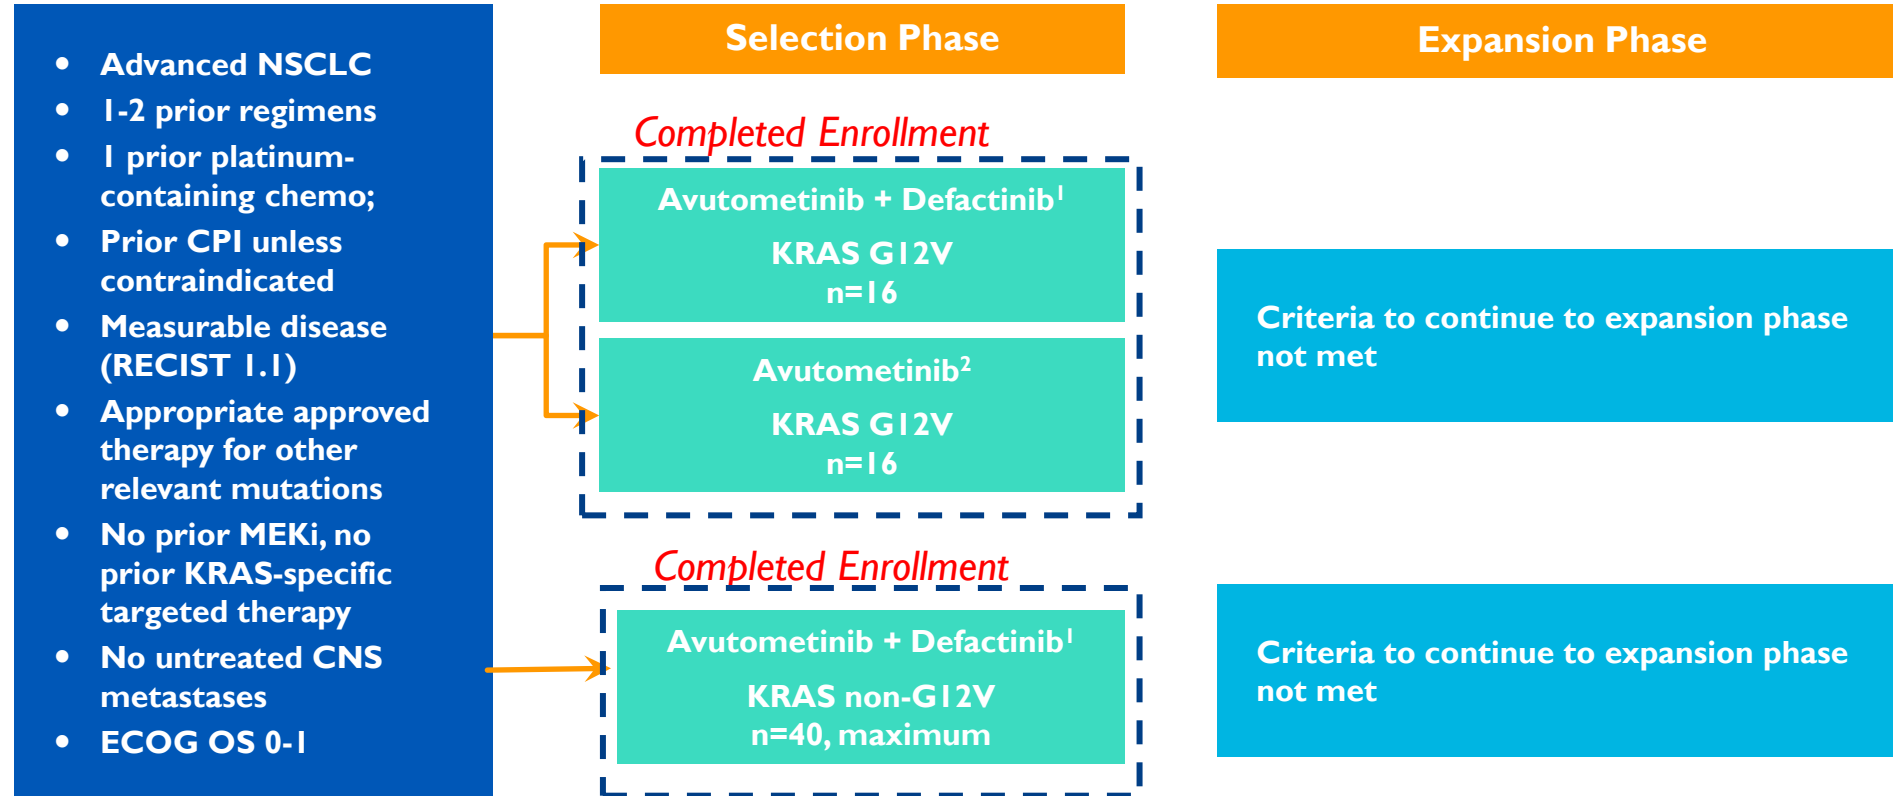 • Advanced NSCLC
• 1-2 prior regimens
• 1 prior platinum-
containing chemo;
• Prior CPI unless
contraindicated
• Measurable disease
(RECIST 1.1)
• Appropriate approved
therapy for other
relevant mutations
• No prior MEKi, no
prior KRAS-specific
targeted therapy
• No untreated CNS
metastases
• ECOG OS 0-1
Selection Phase
Completed Enrollment
Avutometinib + Defactinib¹
KRAS G12V
n=16
Avutometinib²
KRAS G12V
n=16
Completed Enrollment
Avutometinib + Defactinib¹
KRAS non-G12V
n=40, maximum
Expansion Phase
Criteria to continue to expansion phase
not met
Criteria to continue to expansion phase
not met